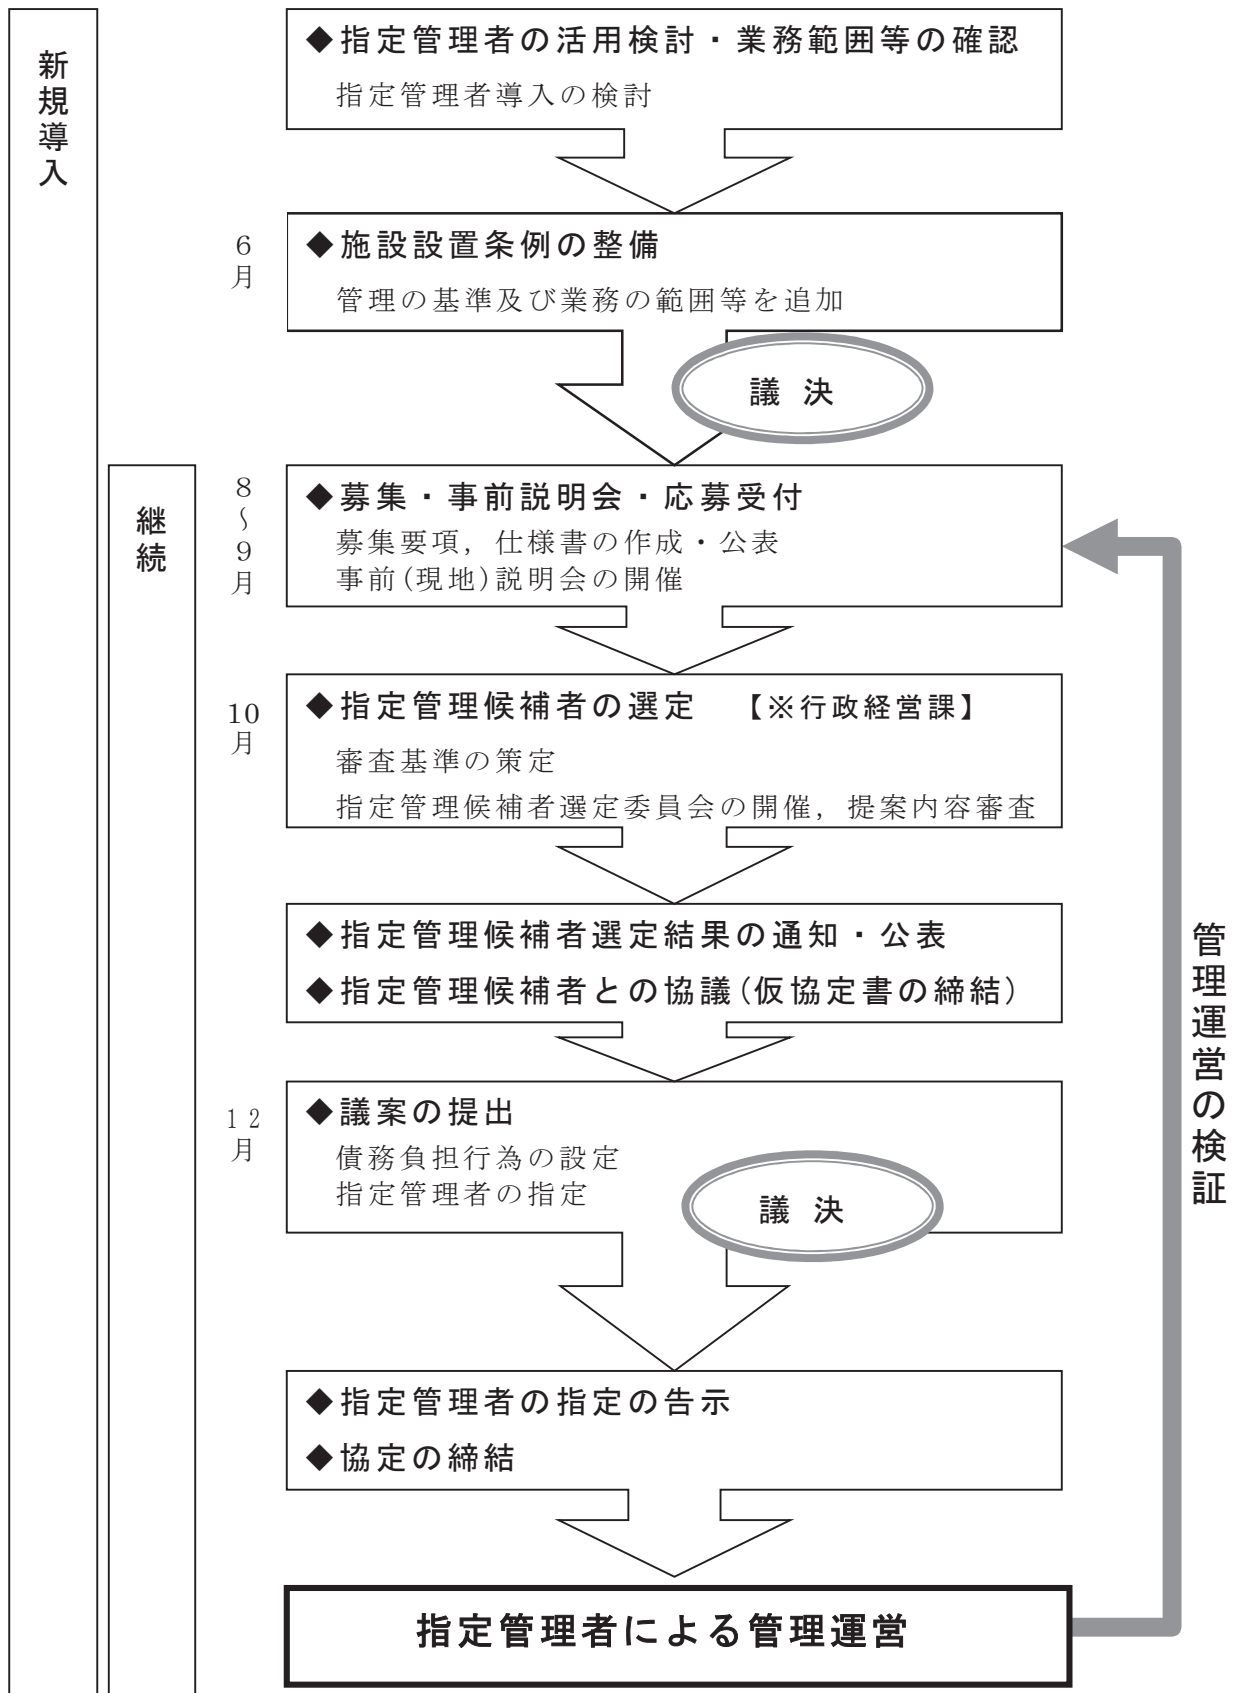 新規導入
◆指定管理者の活用検討・業務範囲等の確認
指定管理者導入の検討
6月
◆施設設置条例の整備
管理の基準及び業務の範囲等を追加
議決
継続
8～9月
◆募集・事前説明会・応募受付
募集要項，仕様書の作成・公表
事前(現地)説明会の開催
10月
◆指定管理候補者の選定　【※行政経営課】
審査基準の策定
指定管理候補者選定委員会の開催，提案内容審査
◆指定管理候補者選定結果の通知・公表
◆指定管理候補者との協議(仮協定書の締結)
管理運営の検証
12月
◆議案の提出
債務負担行為の設定
指定管理者の指定
議決
◆指定管理者の指定の告示
◆協定の締結
指定管理者による管理運営